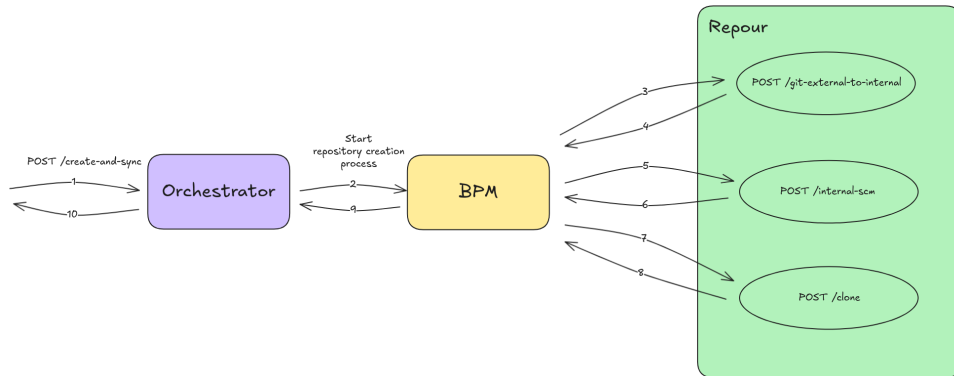 Repour
POST /git-external-to-internal
3
4
Start
repository creation
process
POST /create-and-sync
1
Orchestrator
2
BPM
5
POST /internal-scm
6
10
9
7
8
POST /clone